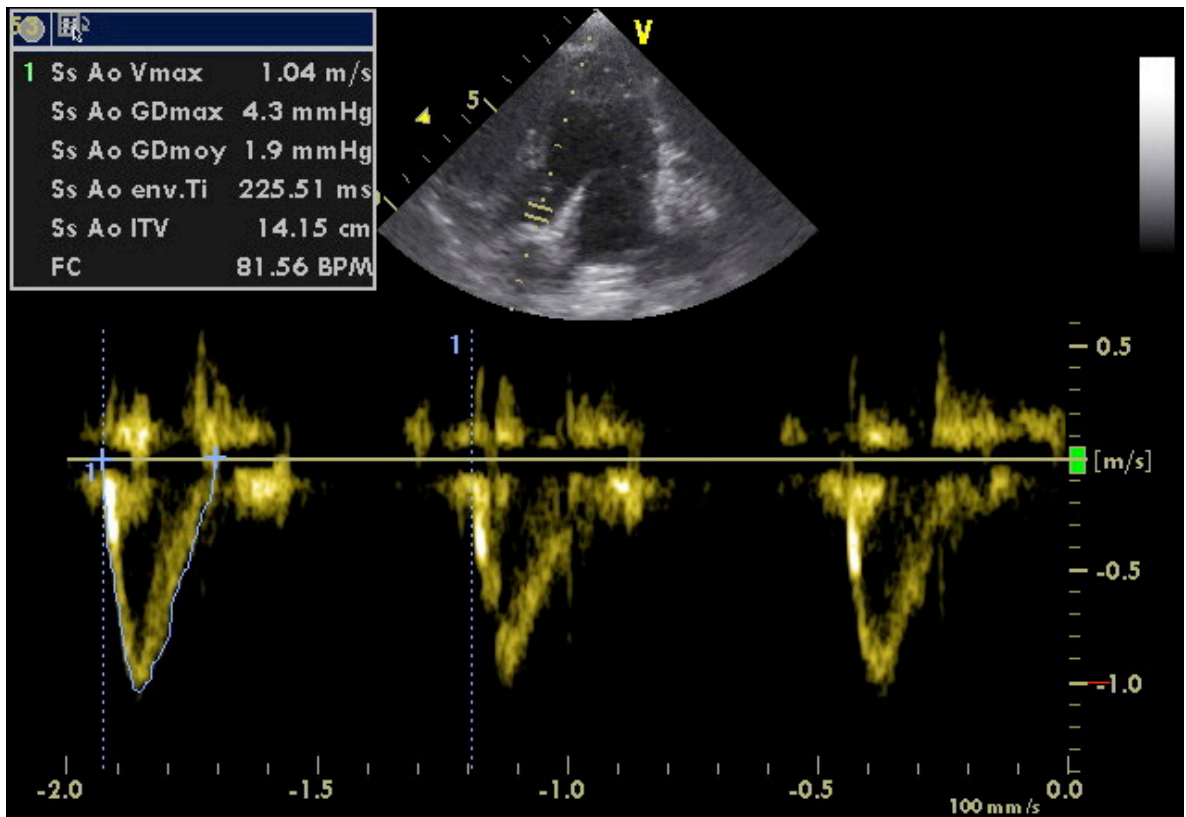 1 Ss Ao Vmax 1.04 m/s
Ss Ao GDmax 4.3 mmHg
Ss Ao GDmoy 1.9 mmHg
Ss Ao env.Ti 225.51 ms
Ss Ao ITV 14.15 cm
FC 81.56 BPM
V
5
1
0.5
1
[m/s]
-0.5
-1.0
-2.0 -1.5 -1.0 -0.5 0.0
100 mm/s